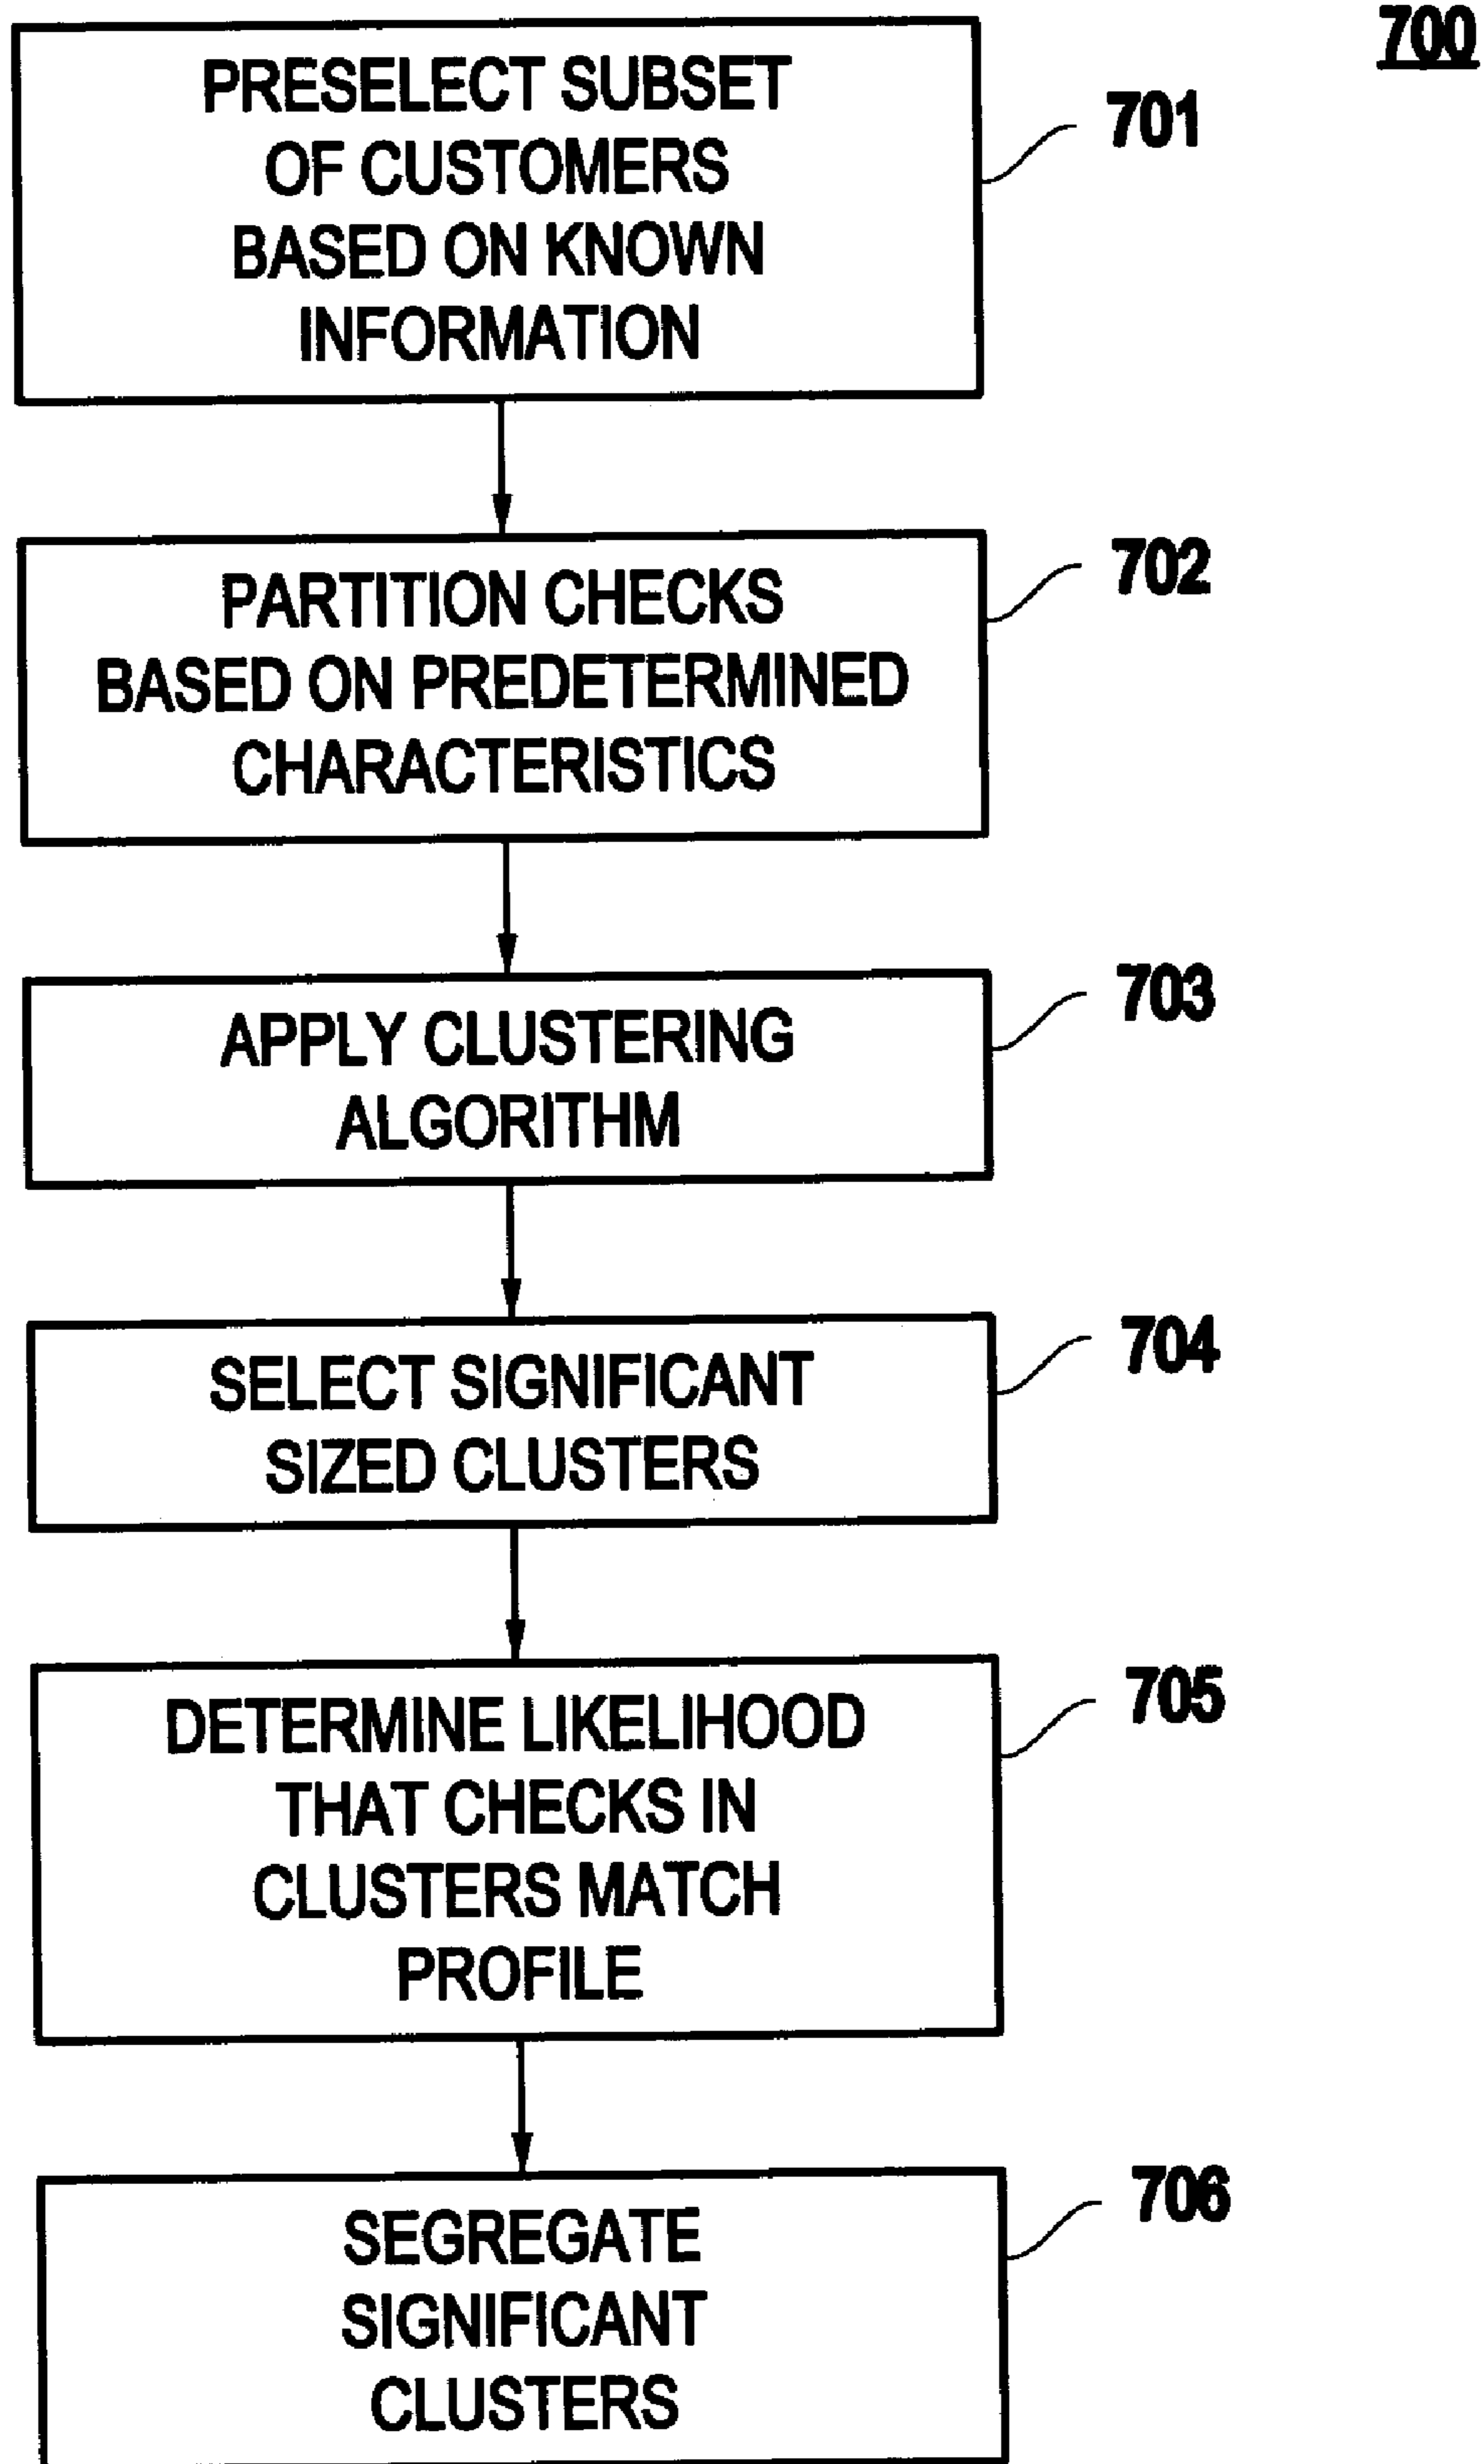 700
PRESELECT SUBSET
OF CUSTOMERS
BASED ON KNOWN
INFORMATION
701
PARTITION CHECKS
BASED ON PREDETERMINED
CHARACTERISTICS
702
APPLY CLUSTERING
ALGORITHM
703
SELECT SIGNIFICANT
SIZED CLUSTERS
704
DETERMINE LIKELIHOOD
THAT CHECKS IN
CLUSTERS MATCH
PROFILE
705
SEGREGATE
SIGNIFICANT
CLUSTERS
706